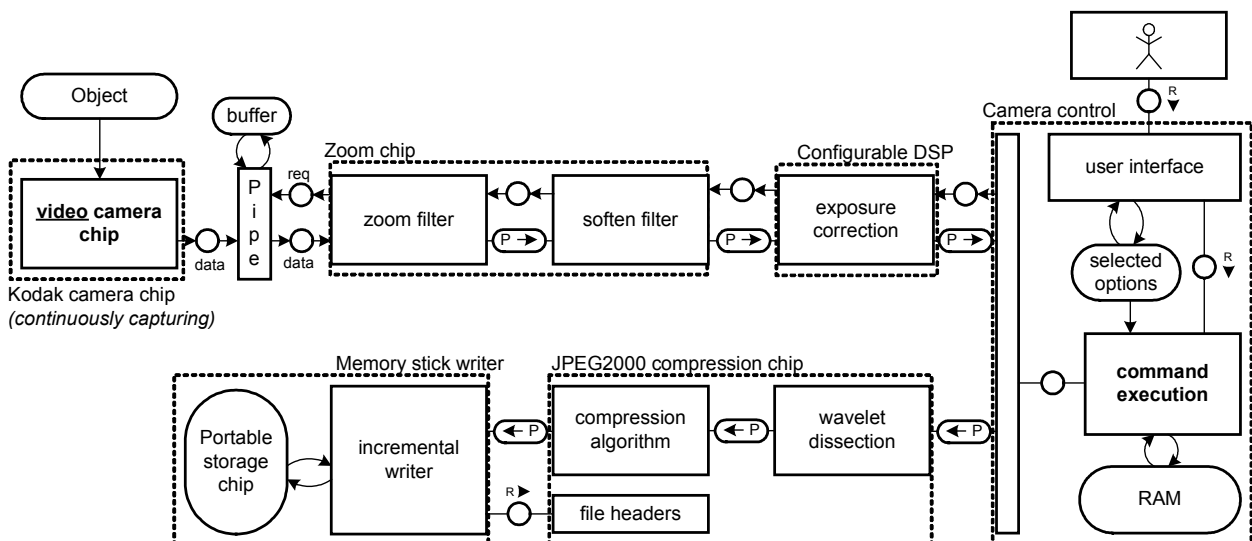 Object
buffer
R
Camera control
Zoom chip
Configurable DSP
video camera
chip
data
Pipe
req
data
zoom filter
P
soften filter
P
exposure
correction
P
user interface
selected
options
R
Kodak camera chip
(continuously capturing)
Memory stick writer
JPEG2000 compression chip
command
execution
Portable
storage
chip
incremental
writer
P
compression
algorithm
P
wavelet
dissection
P
R
file headers
RAM